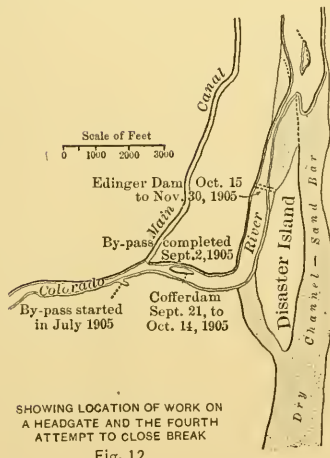 Canal
Main
Scale of Feet
0 1000 2000 3000
Edinger Dam Oct. 15
to Nov. 30, 1905
By-pass completed
Sept. 2, 1905
River
Disaster Island
Dry Channel – Sand Bar
Colorado
By-pass started
in July 1905
Cofferdam
Sept. 21, to
Oct. 14, 1905
SHOWING LOCATION OF WORK ON
A HEADGATE AND THE FOURTH
ATTEMPT TO CLOSE BREAK
Fig. 12